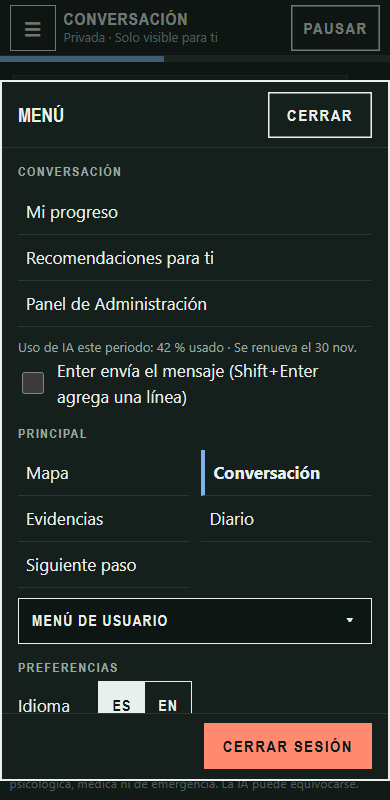 CONVERSACIÓN
Privada · Solo visible para ti
PAUSAR
MENÚ
CERRAR
CONVERSACIÓN
Mi progreso
Recomendaciones para ti
Panel de Administración
Uso de IA este periodo: 42 % usado · Se renueva el 30 nov.
Enter envía el mensaje (Shift+Enter
agrega una línea)
PRINCIPAL
Mapa
Conversación
Evidencias
Diario
Siguiente paso
MENÚ DE USUARIO
PREFERENCIAS
Idioma
ES
EN
CERRAR SESIÓN
psicológica, médica ni de emergencia. La IA puede equivocarse.